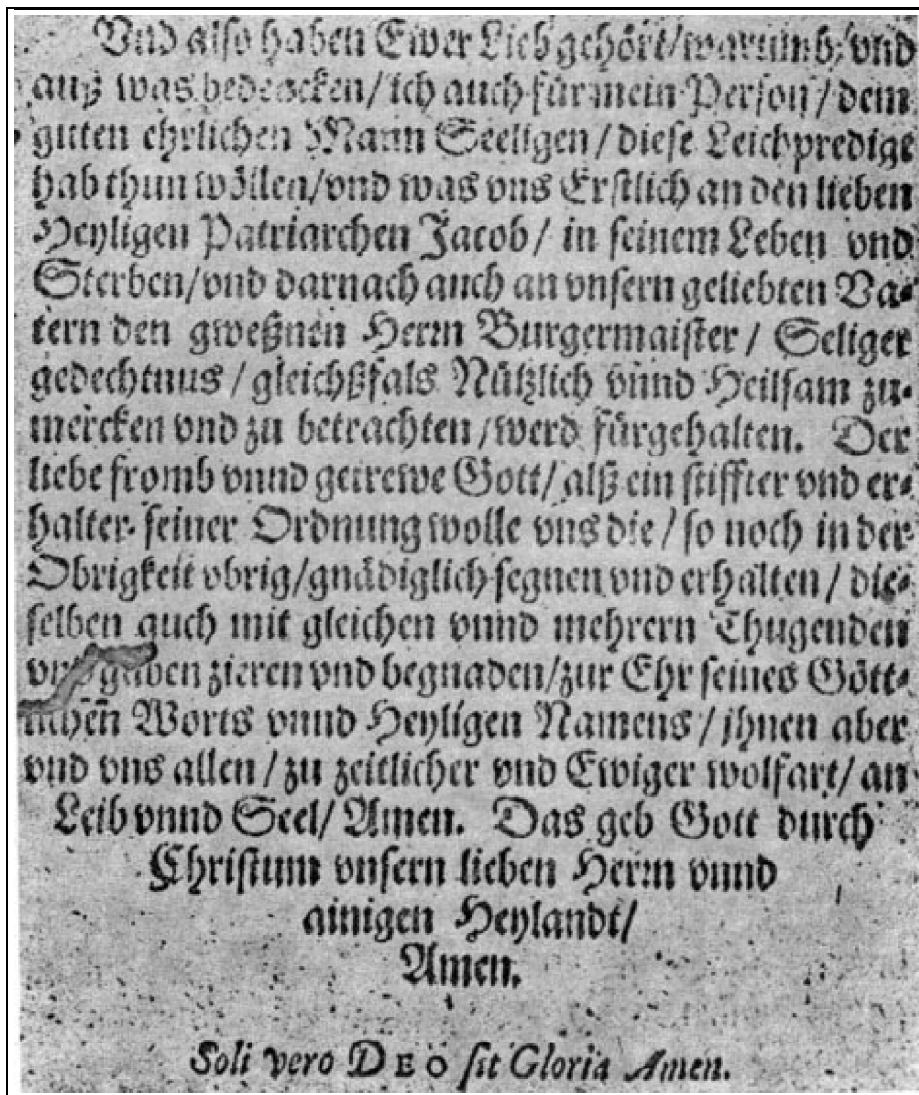 Vnd also haben Ewer Lieb gehört/warumb/vnd
auß was bedencken/ich auch für mein Person/dem
guten ehrlichen Mann Seeligen/diese Leichpredigt
hab thun wöllen/vnd was vns Erstlich an den lieben
Heyligen Patriarchen Jacob/in seinem Leben vnd
Sterben/vnd darnach auch an vnsern geliebten Va-
tern den gweßnen Herrn Burgermaister/Seliger
gedechtnus/gleichßfals Nützlich vnnd Heilsam zu-
mercken vnd zu betrachten/werd fürgehalten. Der
liebe fromb vnnd getrewe Gott/alß ein stiffter vnd er-
halter seiner Ordnung wolle vns die/so noch in der
Obrigkeit vbrig/gnädiglich segnen vnd erhalten/die-
selben auch mit gleichen vnnd mehrern Thugenden
gaben zieren vnd begnaden/zur Ehr seines Gött-
lichen Worts vnnd Heyligen Namens/jhnen aber
vnd vns allen/zu zeitlicher vnd Ewiger wolfart/an
Leib vnnd Seel/Amen. Das geb Gott durch
Christum vnsern lieben Herrn vnnd
ainigen Heylandt/
Amen.
Soli vero DEO sit Gloria Amen.